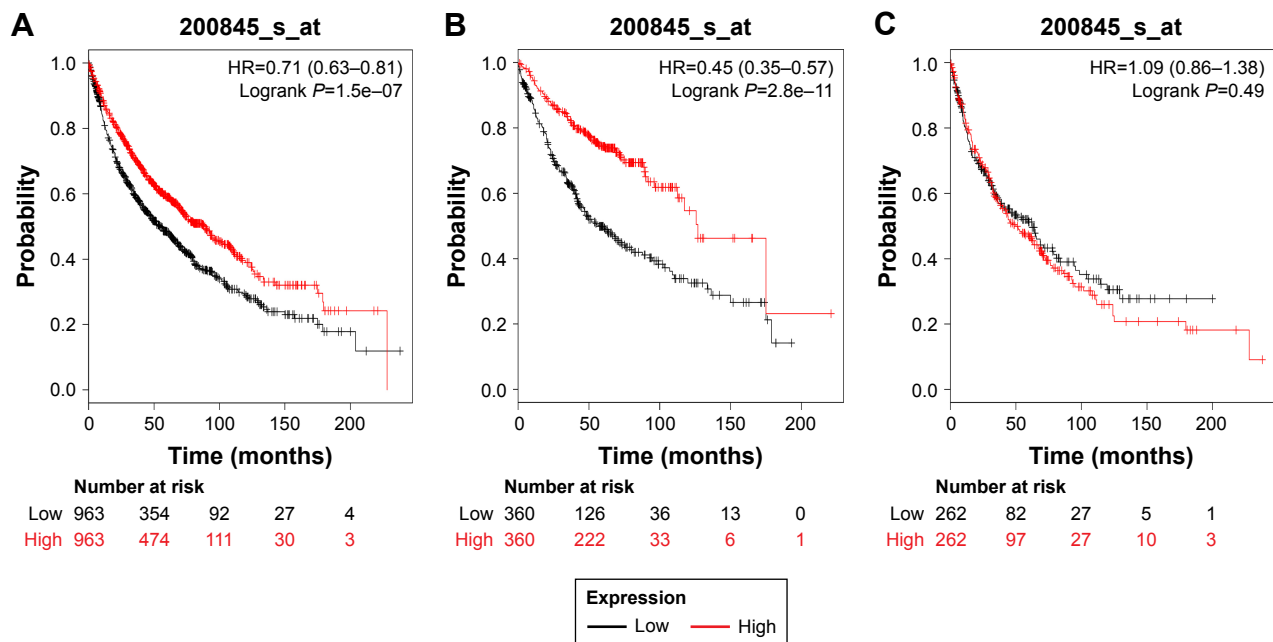 A
200845_s_at
HR=0.71 (0.63–0.81)
Logrank P=1.5e–07
Probability
1.0
0.8
0.6
0.4
0.2
0.0
0 50 100 150 200
Time (months)
Number at risk
Low 963 354 92 27 4
High 963 474 111 30 3
B
200845_s_at
HR=0.45 (0.35–0.57)
Logrank P=2.8e–11
Probability
1.0
0.8
0.6
0.4
0.2
0.0
0 50 100 150 200
Time (months)
Number at risk
Low 360 126 36 13 0
High 360 222 33 6 1
C
200845_s_at
HR=1.09 (0.86–1.38)
Logrank P=0.49
Probability
1.0
0.8
0.6
0.4
0.2
0.0
0 50 100 150 200
Time (months)
Number at risk
Low 262 82 27 5 1
High 262 97 27 10 3
Expression
Low High